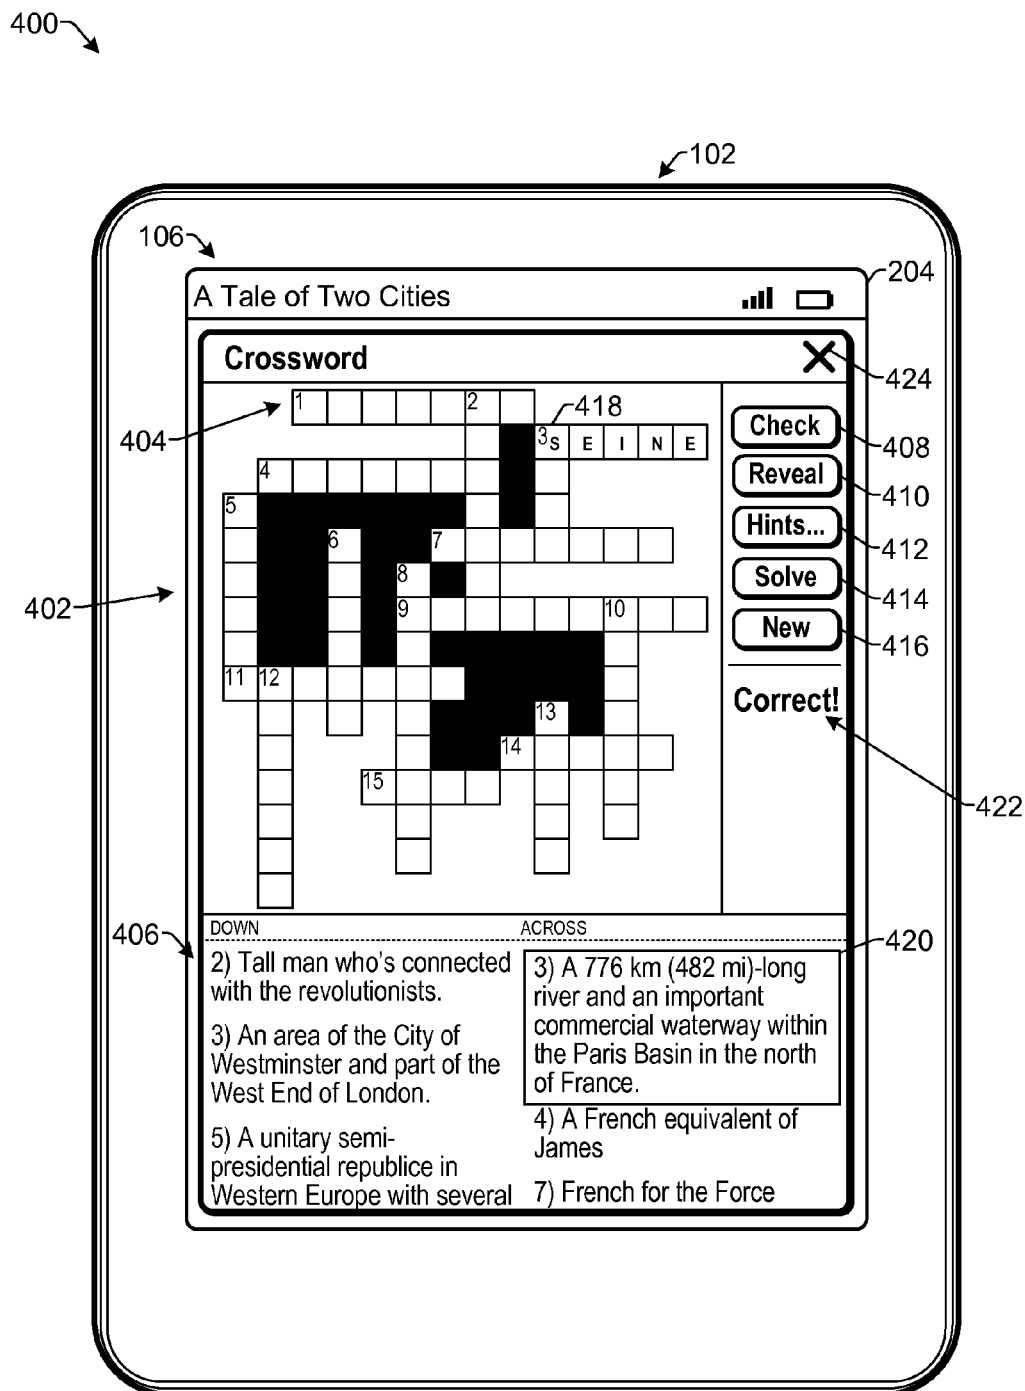 400
102
106
204
A Tale of Two Cities
Crossword
424
404
1 2
418
3 S E I N E
Check
408
4
Reveal
410
5
6 7
Hints...
412
8
Solve
414
402
9 10
New
416
11 12
Correct!
13
14
422
15
406
DOWN
ACROSS
420
2) Tall man who's connected
with the revolutionists.
3) An area of the City of
Westminster and part of the
West End of London.
5) A unitary semi-
presidential republice in
Western Europe with several
3) A 776 km (482 mi)-long
river and an important
commercial waterway within
the Paris Basin in the north
of France.
4) A French equivalent of
James
7) French for the Force